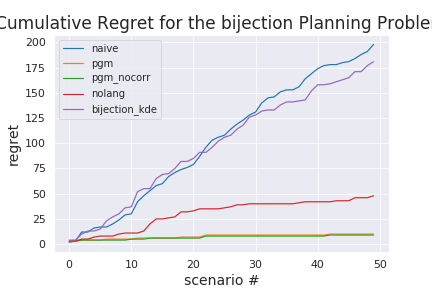 Cumulative Regret for the bijection Planning Problem
200
175
150
125
100
75
50
25
0
regret
naive
pgm
pgm_nocorr
nolang
bijection_kde
0
10
20
30
40
50
scenario #